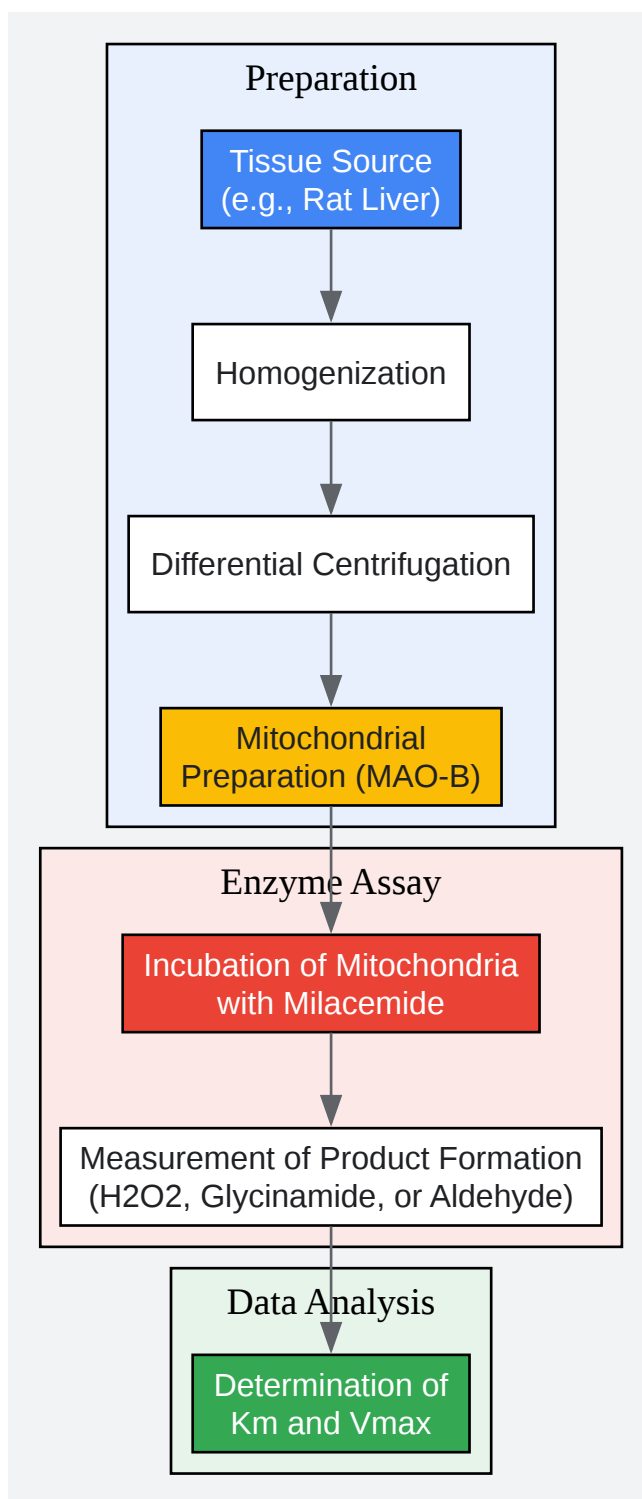 Preparation
Tissue Source
(e.g., Rat Liver)
Homogenization
Differential Centrifugation
Mitochondrial
Preparation (MAO-B)
Enzyme Assay
Incubation of Mitochondria
with Milacemide
Measurement of Product Formation
(H2O2, Glycinamide, or Aldehyde)
Data Analysis
Determination of
Km and Vmax